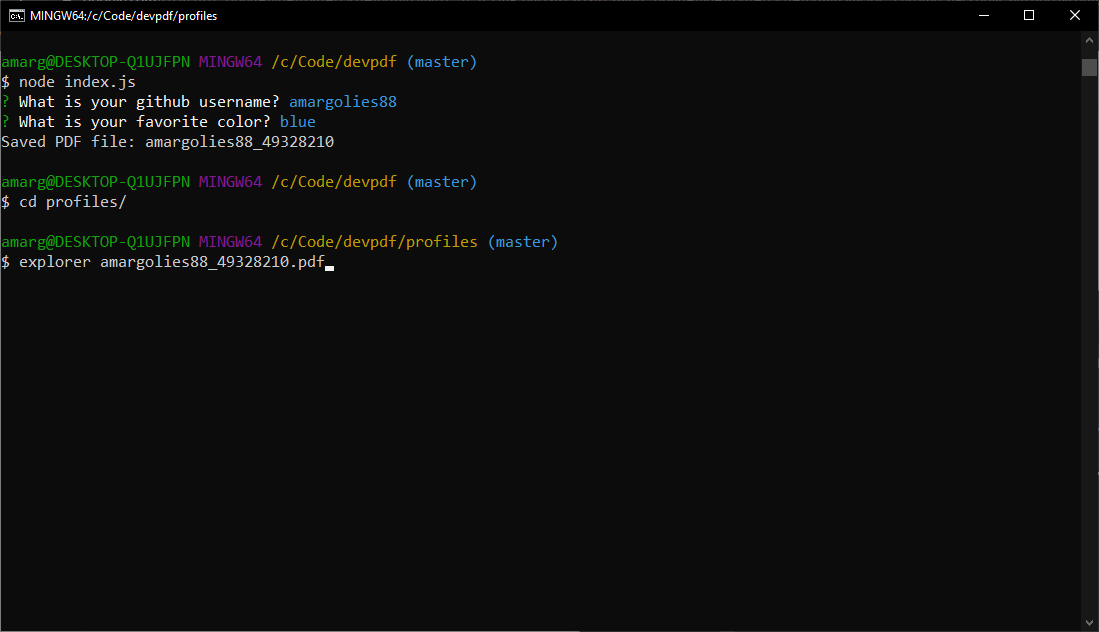 MINGW64:/c/Code/devpdf/profiles
amarg@DESKTOP-Q1UJFPN MINGW64 /c/Code/devpdf (master)
$ node index.js
? What is your github username? amargolies88
? What is your favorite color? blue
Saved PDF file: amargolies88_49328210
amarg@DESKTOP-Q1UJFPN MINGW64 /c/Code/devpdf (master)
$ cd profiles/
amarg@DESKTOP-Q1UJFPN MINGW64 /c/Code/devpdf/profiles (master)
$ explorer amargolies88_49328210.pdf